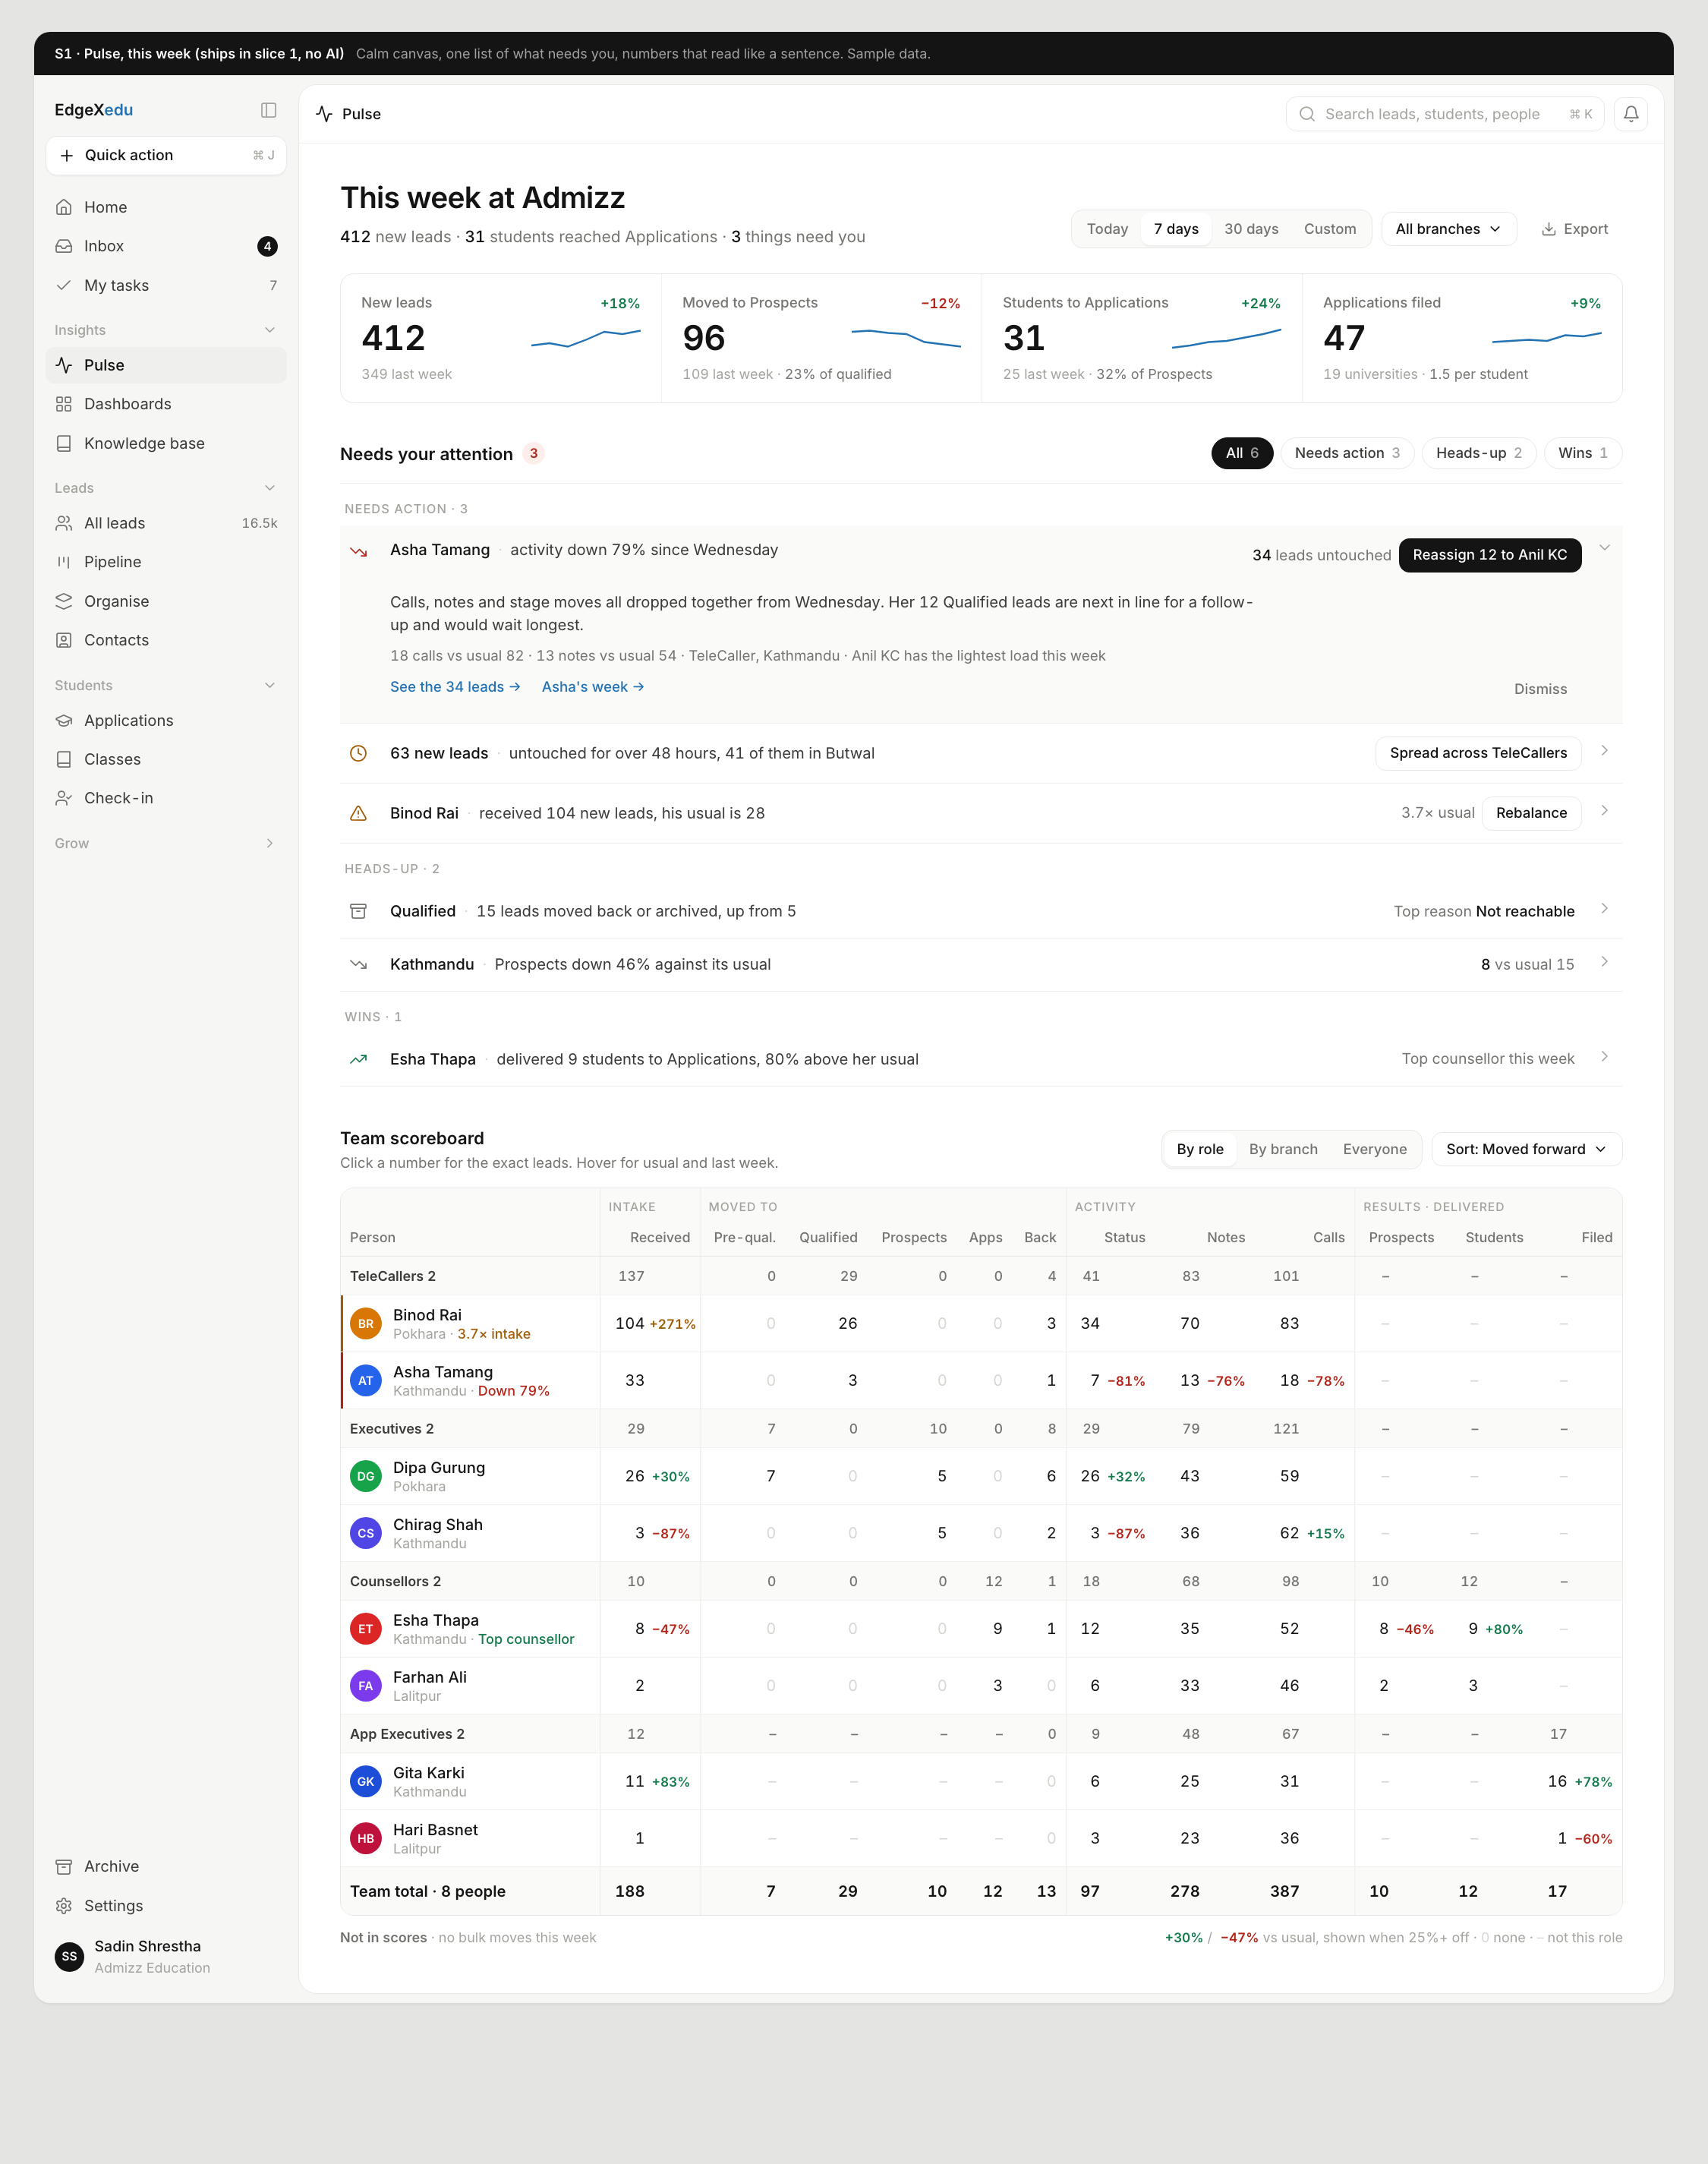 S1 · Pulse, this week (ships in slice 1, no AI) Calm canvas, one list of what needs you, numbers that read like a sentence. Sample data.
EdgeXedu
Quick action ⌘ J
Home
Inbox 4
My tasks 7
Insights
Pulse
Dashboards
Knowledge base
Leads
All leads 16.5k
Pipeline
Organise
Contacts
Students
Applications
Classes
Check-in
Grow
Archive
Settings
SS Sadin Shrestha
Admizz Education
Pulse Search leads, students, people ⌘ K
This week at Admizz
412 new leads · 31 students reached Applications · 3 things need you
Today 7 days 30 days Custom All branches Export
New leads +18% Moved to Prospects −12% Students to Applications +24% Applications filed +9%
412 96 31 47
349 last week 109 last week · 23% of qualified 25 last week · 32% of Prospects 19 universities · 1.5 per student
Needs your attention 3 All 6 Needs action 3 Heads-up 2 Wins 1
NEEDS ACTION · 3
Asha Tamang · activity down 79% since Wednesday 34 leads untouched Reassign 12 to Anil KC
Calls, notes and stage moves all dropped together from Wednesday. Her 12 Qualified leads are next in line for a follow-
up and would wait longest.
18 calls vs usual 82 · 13 notes vs usual 54 · TeleCaller, Kathmandu · Anil KC has the lightest load this week
See the 34 leads → Asha's week → Dismiss
63 new leads · untouched for over 48 hours, 41 of them in Butwal Spread across TeleCallers
Binod Rai · received 104 new leads, his usual is 28 3.7× usual Rebalance
HEADS-UP · 2
Qualified · 15 leads moved back or archived, up from 5 Top reason Not reachable
Kathmandu · Prospects down 46% against its usual 8 vs usual 15
WINS · 1
Esha Thapa · delivered 9 students to Applications, 80% above her usual Top counsellor this week
Team scoreboard
Click a number for the exact leads. Hover for usual and last week.
By role By branch Everyone Sort: Moved forward
INTAKE MOVED TO ACTIVITY RESULTS · DELIVERED
Person Received Pre-qual. Qualified Prospects Apps Back Status Notes Calls Prospects Students Filed
TeleCallers 2 137 0 29 0 0 4 41 83 101 – – –
BR Binod Rai 104 +271% 0 26 0 0 3 34 70 83 – – –
Pokhara · 3.7× intake
AT Asha Tamang 33 0 3 0 0 1 7 −81% 13 −76% 18 −78% – – –
Kathmandu · Down 79%
Executives 2 29 7 0 10 0 8 29 79 121 – – –
DG Dipa Gurung 26 +30% 7 0 5 0 6 26 +32% 43 59 – – –
Pokhara
CS Chirag Shah 3 −87% 0 0 5 0 2 3 −87% 36 62 +15% – – –
Kathmandu
Counsellors 2 10 0 0 0 12 1 18 68 98 10 12 –
ET Esha Thapa 8 −47% 0 0 0 9 1 12 35 52 8 −46% 9 +80% –
Kathmandu · Top counsellor
FA Farhan Ali 2 0 0 0 3 0 6 33 46 2 3 –
Lalitpur
App Executives 2 12 – – – – 0 9 48 67 – – 17
GK Gita Karki 11 +83% – – – – 0 6 25 31 – – 16 +78%
Kathmandu
HB Hari Basnet 1 – – – – 0 3 23 36 – – 1 −60%
Lalitpur
Team total · 8 people 188 7 29 10 12 13 97 278 387 10 12 17
Not in scores · no bulk moves this week +30% / −47% vs usual, shown when 25%+ off · 0 none · – not this role